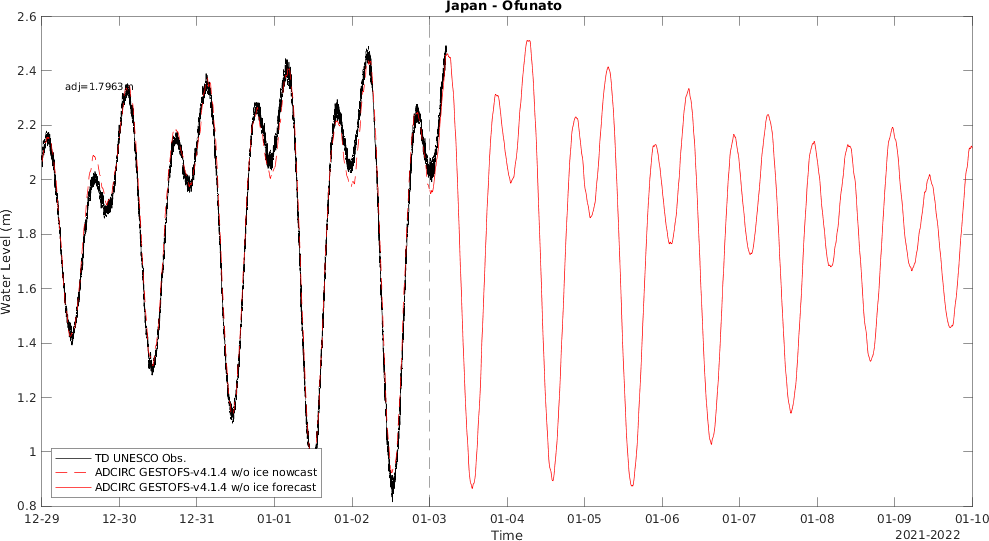 Japan - Ofunato
2.6
2.4
2.2
2
1.8
1.6
1.4
1.2
1
0.8
Water Level (m)
adj=1.7963 m
TD UNESCO Obs.
ADCIRC GESTOFS-v4.1.4 w/o ice nowcast
ADCIRC GESTOFS-v4.1.4 w/o ice forecast
12-29 12-30 12-31 01-01 01-02 01-03 01-04 01-05 01-06 01-07 01-08 01-09 01-10
Time
2021-2022